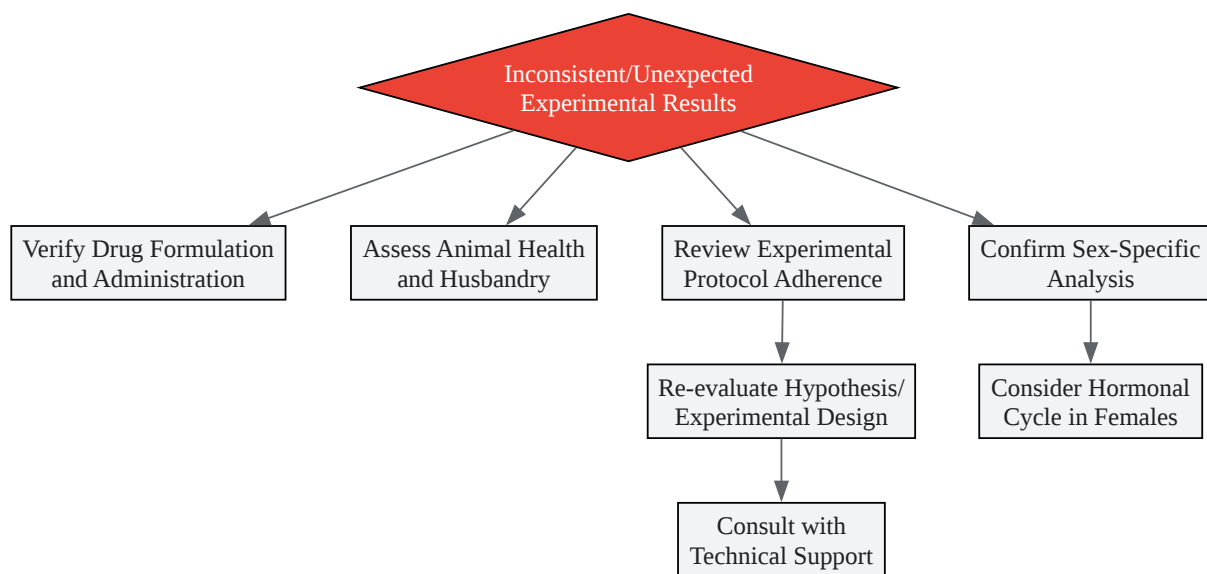 Inconsistent/Unexpected
Experimental Results
Verify Drug Formulation
and Administration
Assess Animal Health
and Husbandry
Review Experimental
Protocol Adherence
Confirm Sex-Specific
Analysis
Re-evaluate Hypothesis/
Experimental Design
Consider Hormonal
Cycle in Females
Consult with
Technical Support